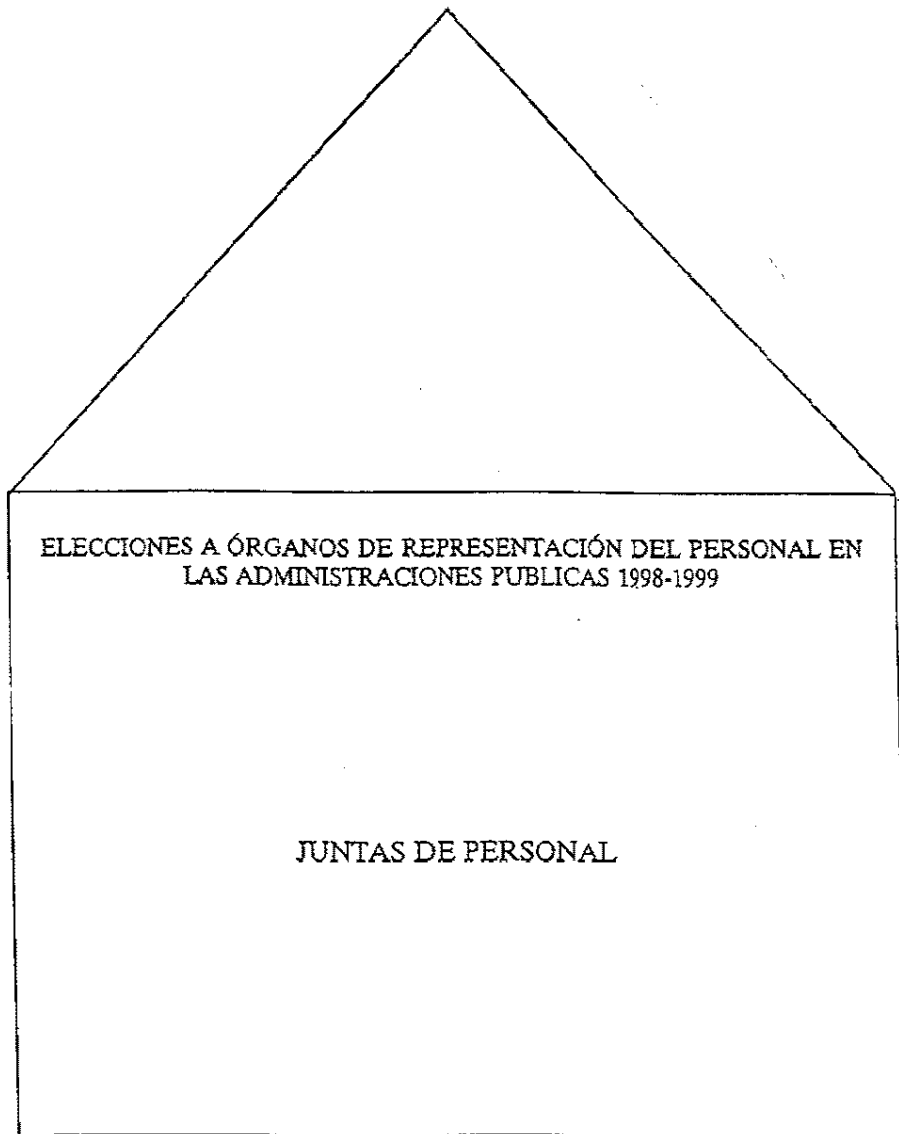 ELECCIONES A ÓRGANOS DE REPRESENTACIÓN DEL PERSONAL EN
LAS ADMINISTRACIONES PUBLICAS 1998-1999
JUNTAS DE PERSONAL